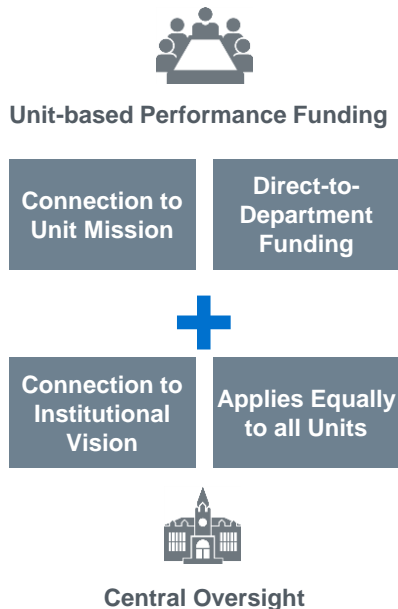 Unit-based Performance Funding
Connection to
Unit Mission
Direct-to-
Department
Funding
Connection to
Institutional
Vision
Applies Equally
to all Units
Central Oversight